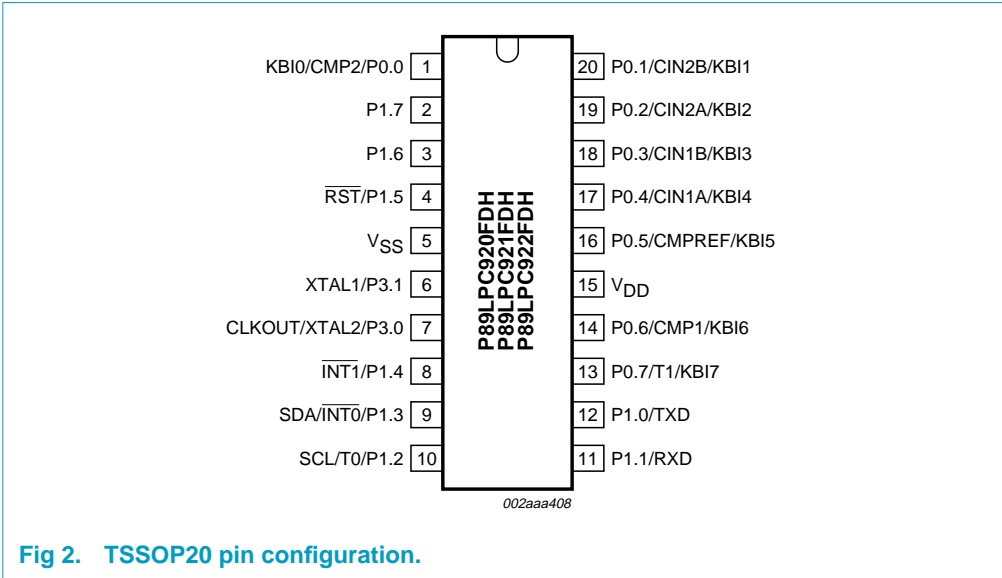 KBI0/CMP2/P0.0 1
P1.7 2
P1.6 3
R̅S̅T̅/P1.5 4
VSS 5
XTAL1/P3.1 6
CLKOUT/XTAL2/P3.0 7
I̅N̅T̅1̅/P1.4 8
SDA/I̅N̅T̅0̅/P1.3 9
SCL/T0/P1.2 10
P89LPC920FDH
P89LPC921FDH
P89LPC922FDH
20 P0.1/CIN2B/KBI1
19 P0.2/CIN2A/KBI2
18 P0.3/CIN1B/KBI3
17 P0.4/CIN1A/KBI4
16 P0.5/CMPREF/KBI5
15 VDD
14 P0.6/CMP1/KBI6
13 P0.7/T1/KBI7
12 P1.0/TXD
11 P1.1/RXD
002aaa408
Fig 2. TSSOP20 pin configuration.